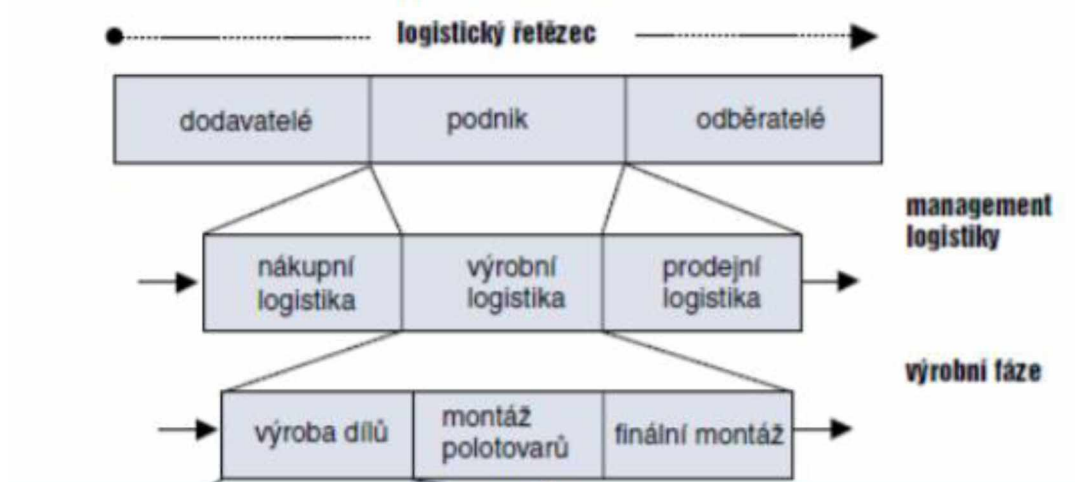 logistický řetězec
dodavatelé
podnik
odběratelé
management
logistiky
nákupní
logistika
výrobní
logistika
prodejní
logistika
výrobní fáze
výroba dílů
montáž
polotovarů
finální montáž